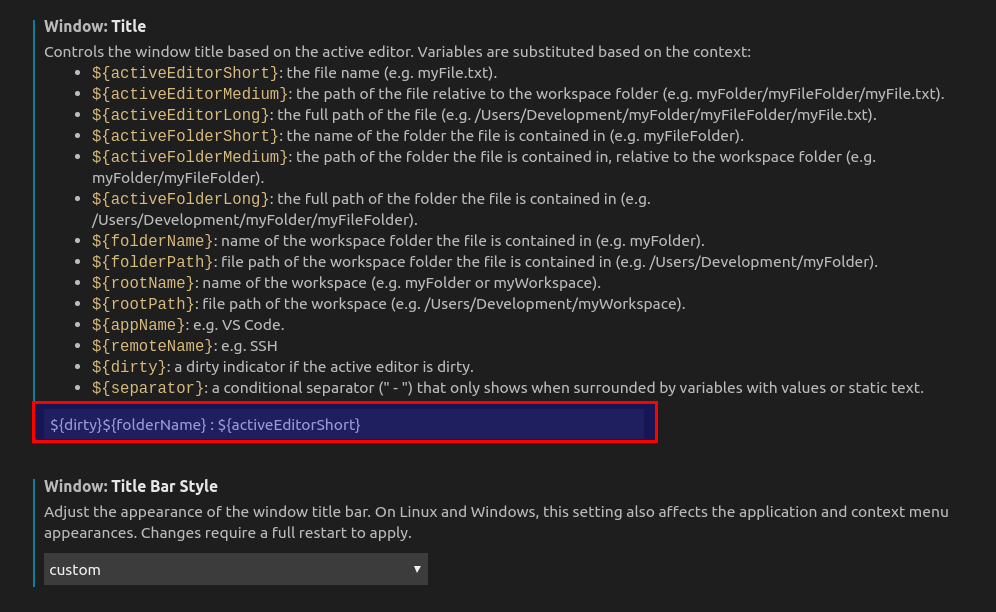 Window: Title
Controls the window title based on the active editor. Variables are substituted based on the context:
• ${activeEditorShort}: the file name (e.g. myFile.txt).
• ${activeEditorMedium}: the path of the file relative to the workspace folder (e.g. myFolder/myFileFolder/myFile.txt).
• ${activeEditorLong}: the full path of the file (e.g. /Users/Development/myFolder/myFileFolder/myFile.txt).
• ${activeFolderShort}: the name of the folder the file is contained in (e.g. myFileFolder).
• ${activeFolderMedium}: the path of the folder the file is contained in, relative to the workspace folder (e.g.
myFolder/myFileFolder).
• ${activeFolderLong}: the full path of the folder the file is contained in (e.g.
/Users/Development/myFolder/myFileFolder).
• ${folderName}: name of the workspace folder the file is contained in (e.g. myFolder).
• ${folderPath}: file path of the workspace folder the file is contained in (e.g. /Users/Development/myFolder).
• ${rootName}: name of the workspace (e.g. myFolder or myWorkspace).
• ${rootPath}: file path of the workspace (e.g. /Users/Development/myWorkspace).
• ${appName}: e.g. VS Code.
• ${remoteName}: e.g. SSH
• ${dirty}: a dirty indicator if the active editor is dirty.
• ${separator}: a conditional separator (" - ") that only shows when surrounded by variables with values or static text.
${dirty}${folderName} : ${activeEditorShort}
Window: Title Bar Style
Adjust the appearance of the window title bar. On Linux and Windows, this setting also affects the application and context menu
appearances. Changes require a full restart to apply.
custom